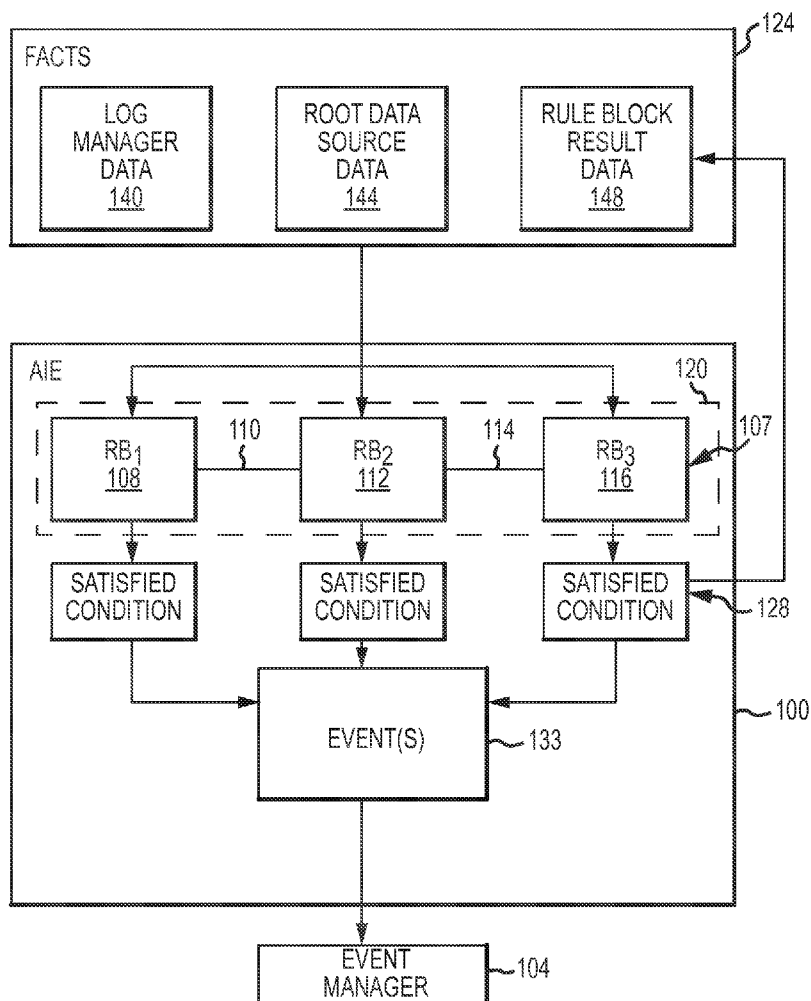 124
FACTS
LOG MANAGER DATA 140
ROOT DATA SOURCE DATA 144
RULE BLOCK RESULT DATA 148
AIE
120
110
114
107
RB1 108
RB2 112
RB3 116
SATISFIED CONDITION
SATISFIED CONDITION
SATISFIED CONDITION
128
100
EVENT(S)
133
EVENT MANAGER
104